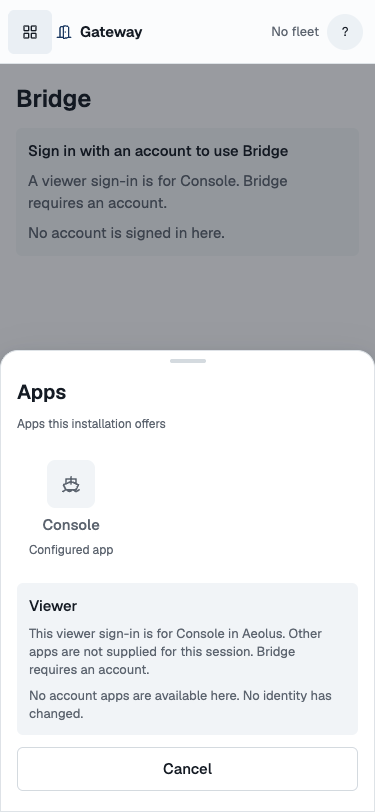 Gateway
No fleet
?
Bridge
Sign in with an account to use Bridge
A viewer sign-in is for Console. Bridge
requires an account.
No account is signed in here.
Apps
Apps this installation offers
Console
Configured app
Viewer
This viewer sign-in is for Console in Aeolus. Other
apps are not supplied for this session. Bridge
requires an account.
No account apps are available here. No identity has
changed.
Cancel